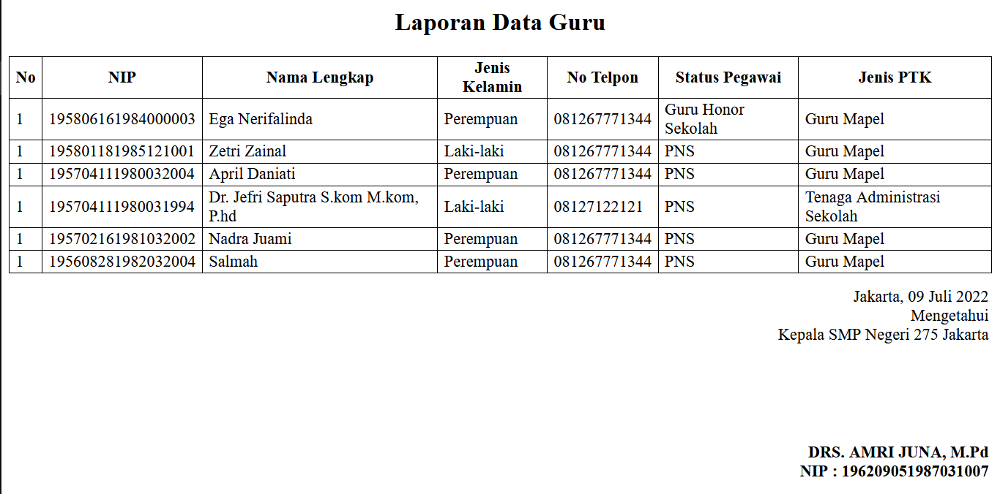 Laporan Data Guru
No NIP Nama Lengkap Jenis Kelamin No Telpon Status Pegawai Jenis PTK
1 195806161984000003 Ega Nerifalinda Perempuan 081267771344 Guru Honor Sekolah Guru Mapel
1 195801181985121001 Zetri Zainal Laki-laki 081267771344 PNS Guru Mapel
1 195704111980032004 April Daniati Perempuan 081267771344 PNS Guru Mapel
1 195704111980031994 Dr. Jefri Saputra S.kom M.kom, P.hd Laki-laki 08127122121 PNS Tenaga Administrasi Sekolah
1 195702161981032002 Nadra Juami Perempuan 081267771344 PNS Guru Mapel
1 195608281982032004 Salmah Perempuan 081267771344 PNS Guru Mapel
Jakarta, 09 Juli 2022
Mengetahui
Kepala SMP Negeri 275 Jakarta
DRS. AMRI JUNA, M.Pd
NIP : 196209051987031007